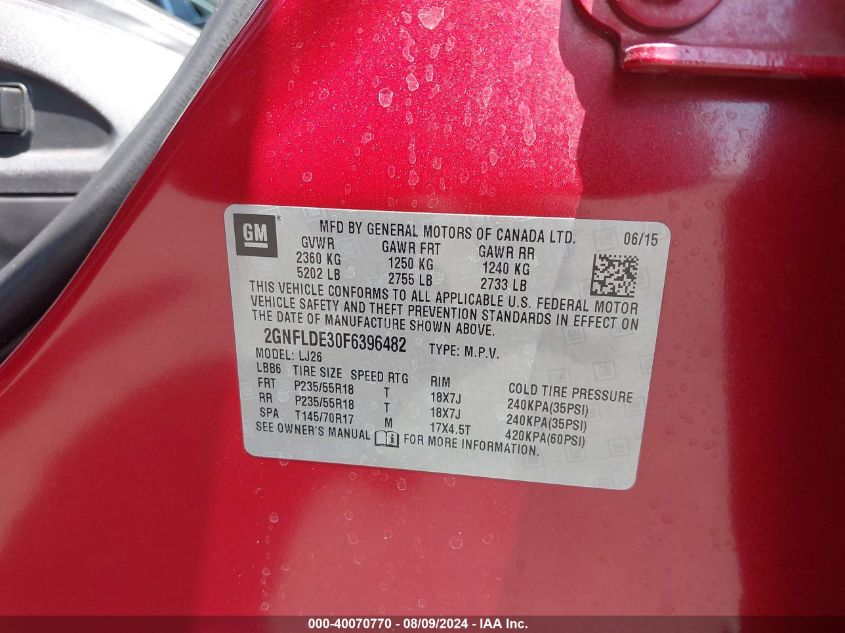 GM
MFD BY GENERAL MOTORS OF CANADA LTD. 06/15
GVWR GAWR FRT GAWR RR
2360 KG 1250 KG 1240 KG
5202 LB 2755 LB 2733 LB
THIS VEHICLE CONFORMS TO ALL APPLICABLE U.S. FEDERAL MOTOR
VEHICLE SAFETY AND THEFT PREVENTION STANDARDS IN EFFECT ON
THE DATE OF MANUFACTURE SHOWN ABOVE.
2GNFLDE30F6396482 TYPE: M.P.V.
MODEL: LJ26
LBB6 TIRE SIZE SPEED RTG RIM COLD TIRE PRESSURE
FRT P235/55R18 T 18X7J 240KPA(35PSI)
RR P235/55R18 T 18X7J 240KPA(35PSI)
SPA T145/70R17 M 17X4.5T 420KPA(60PSI)
SEE OWNER'S MANUAL FOR MORE INFORMATION.
000-40070770 - 08/09/2024 - IAA Inc.